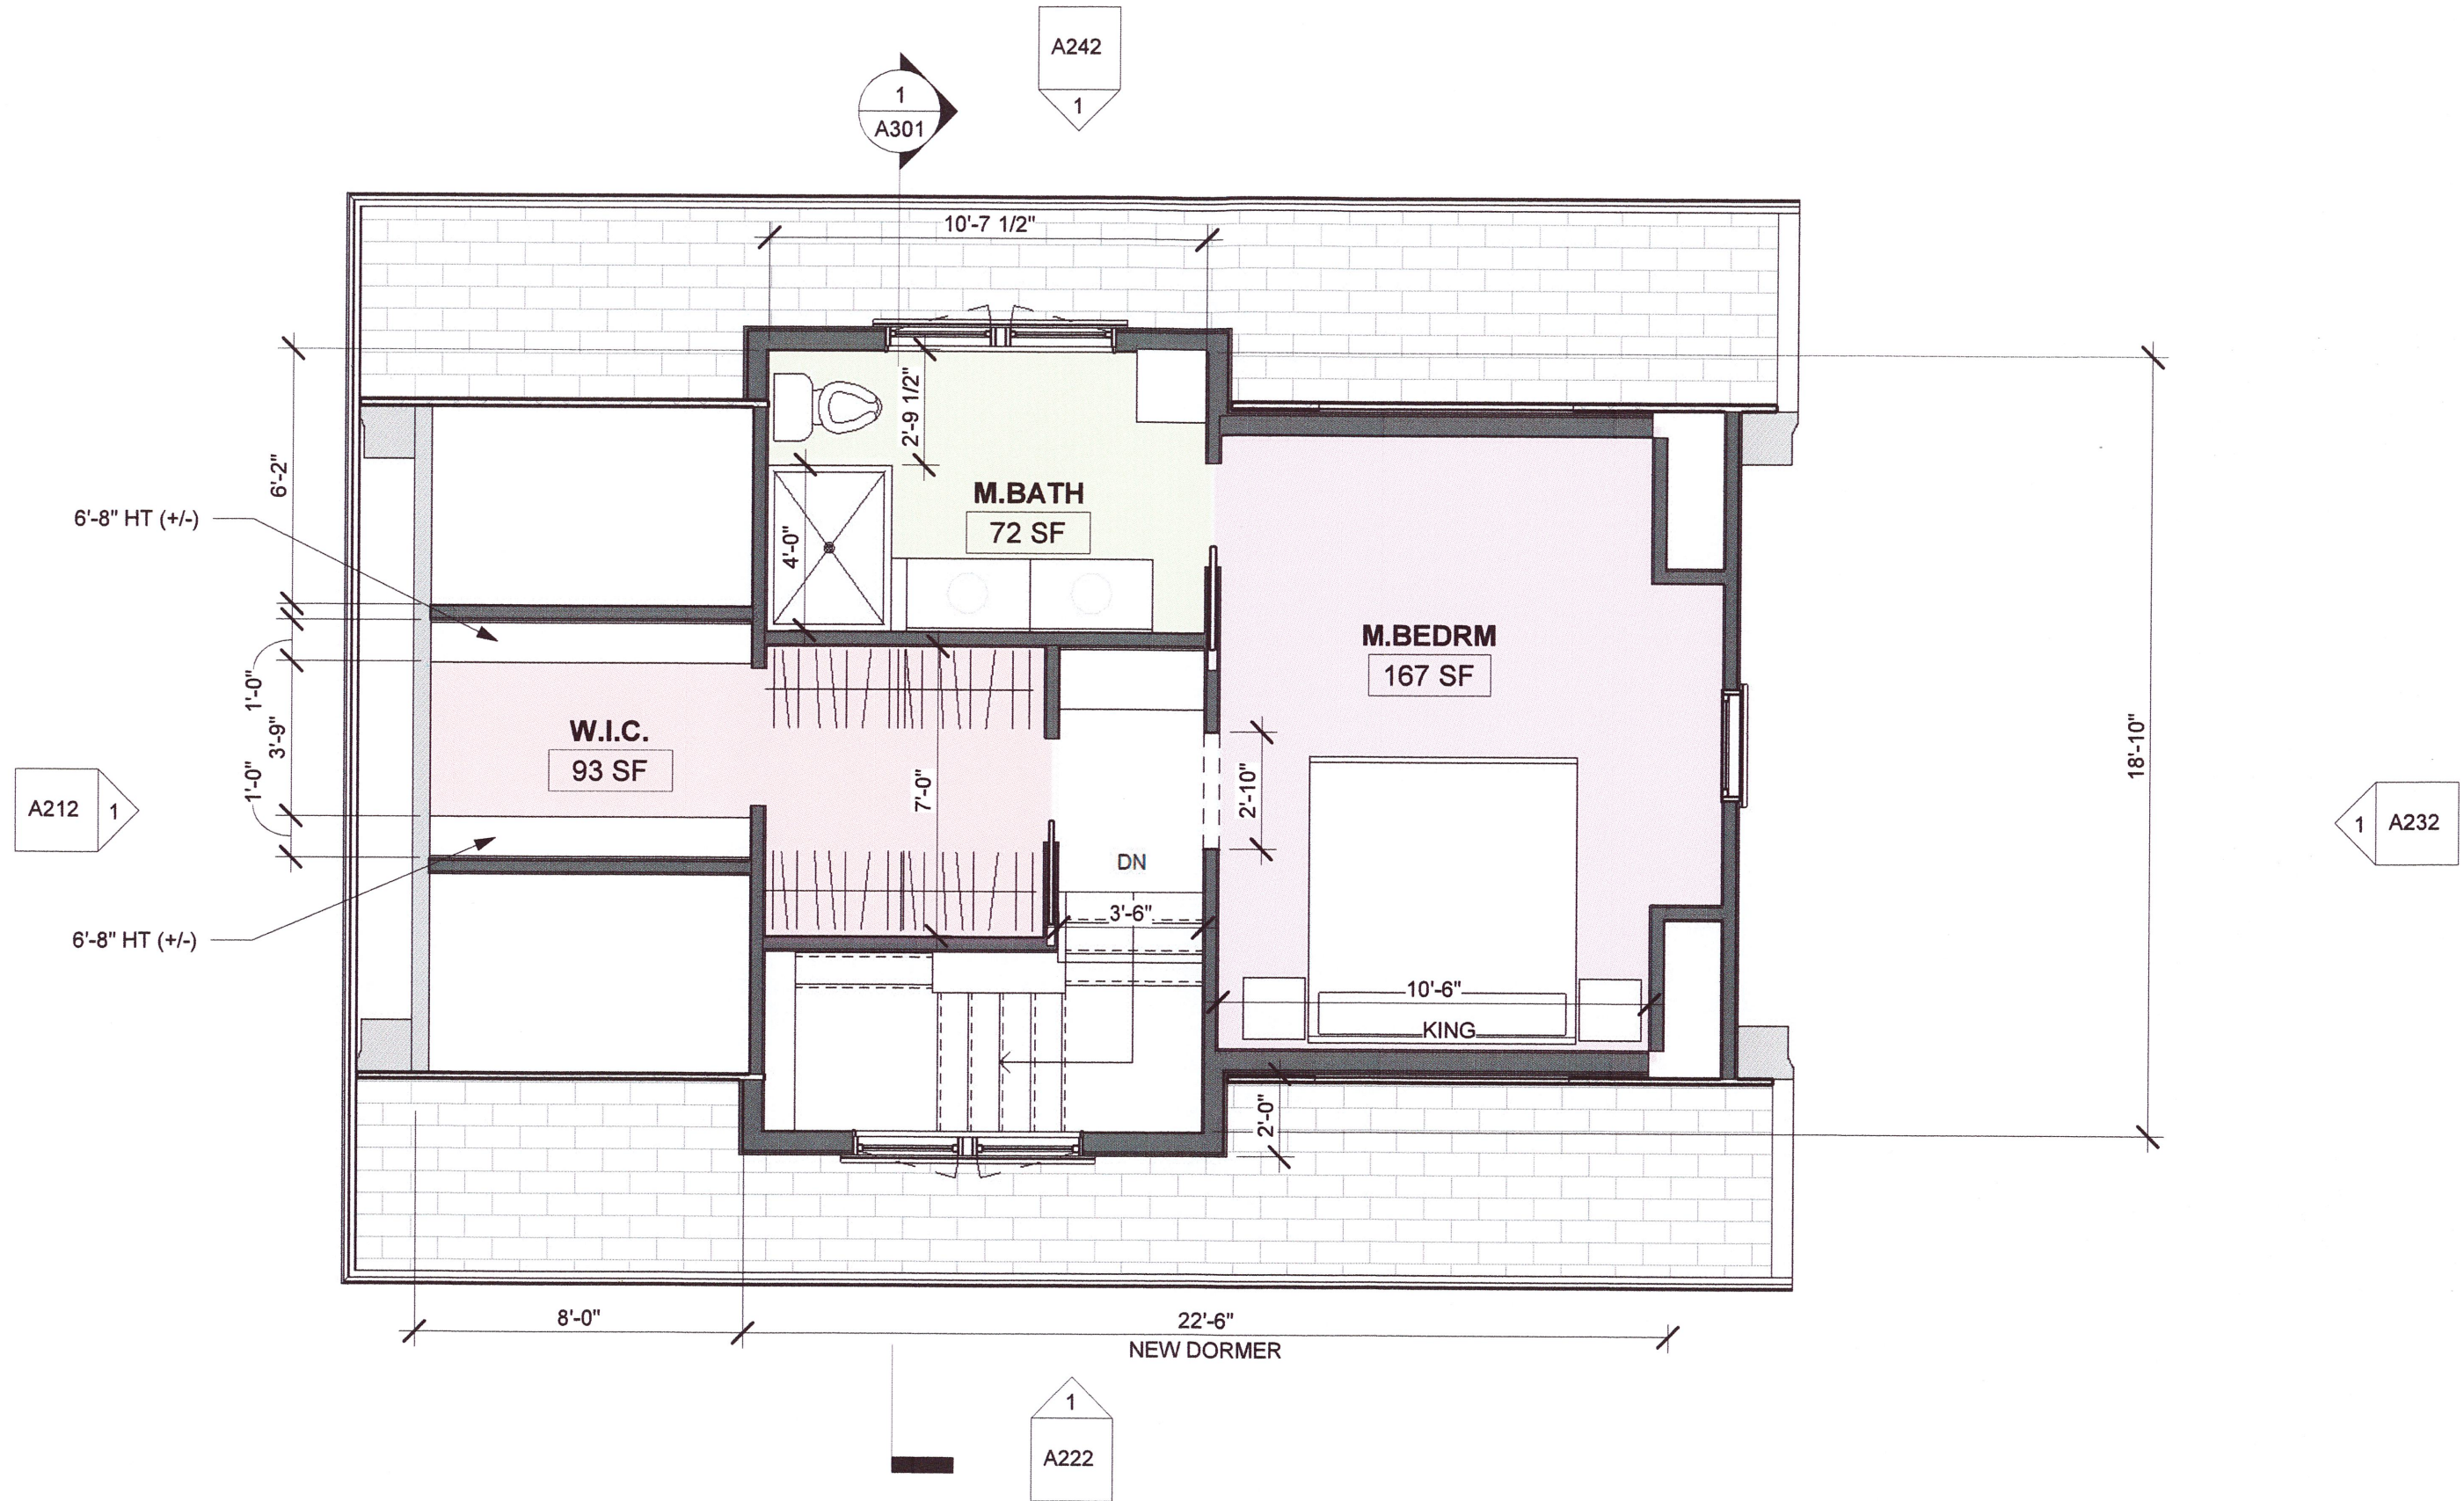 A242
1
1
A301
10'-7 1/2"
2'-9 1/2"
6'-2"
M.BATH
72 SF
6'-8" HT (+/-)
4'-0"
M.BEDRM
167 SF
1'-0"
3'-9"
1'-0"
W.I.C.
93 SF
7'-0"
2'-10"
18'-10"
A212
1
1
A232
DN
3'-6"
6'-8" HT (+/-)
10'-6"
KING
2'-0"
8'-0"
22'-6"
NEW DORMER
1
A222